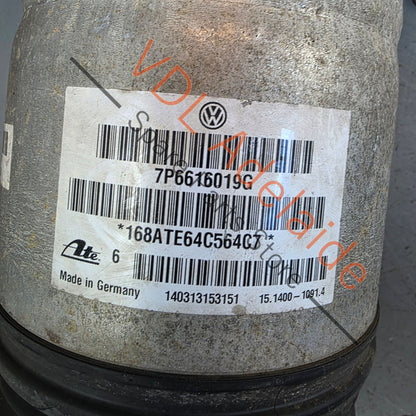 VDL Adelaide
Spare Parts Store
VW
7P6616019G
*168ATE64C564C7*
Ate 6
Made in Germany 140313153151 15.1400-1091.4